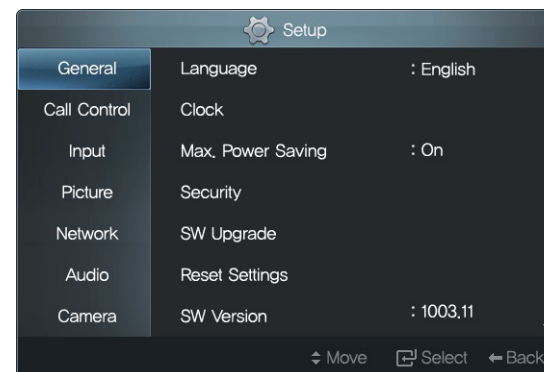 Setup
General
Language : English
Call Control
Clock
Input
Max. Power Saving : On
Picture
Security
Network
SW Upgrade
Audio
Reset Settings
Camera
SW Version : 1003.11
Move Select Back